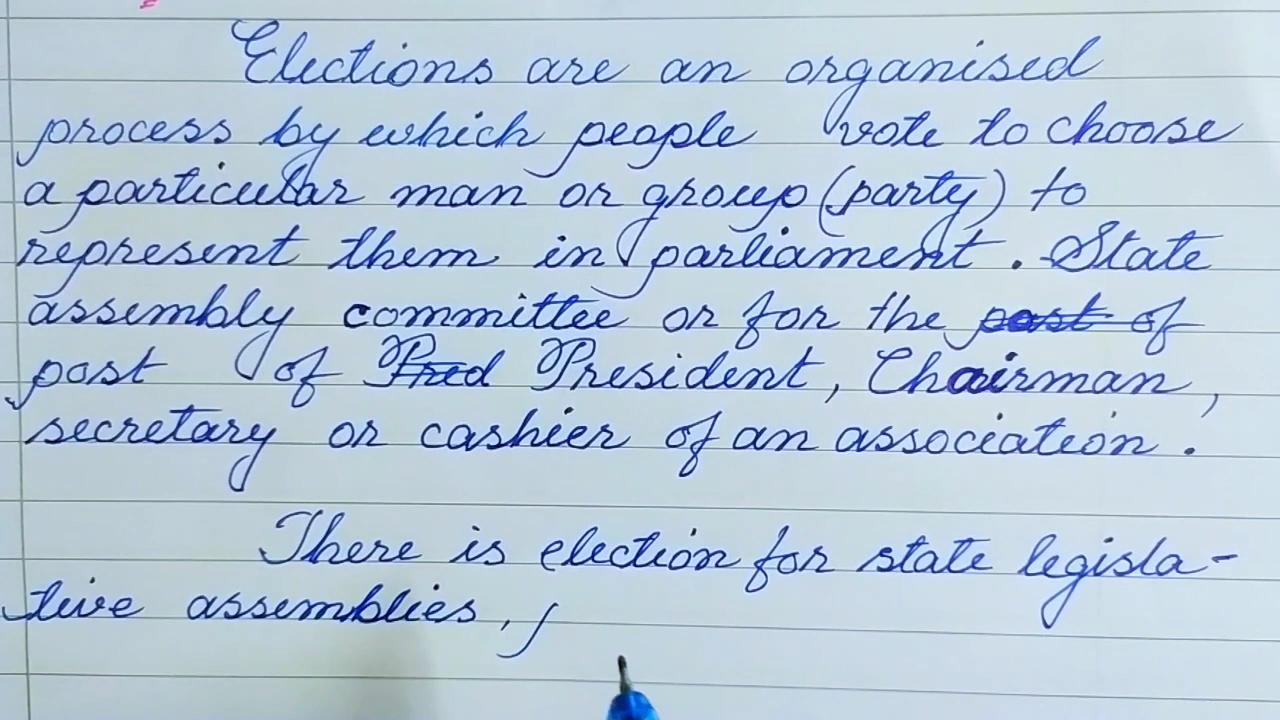 Elections are an organised
process by which people vote to choose
a particular man or group (party) to
represent them in parliament. State
assembly committee or for the post of
post of Pred President, Chairman,
secretary or cashier of an association.
There is election for state legisla-
tive assemblies,